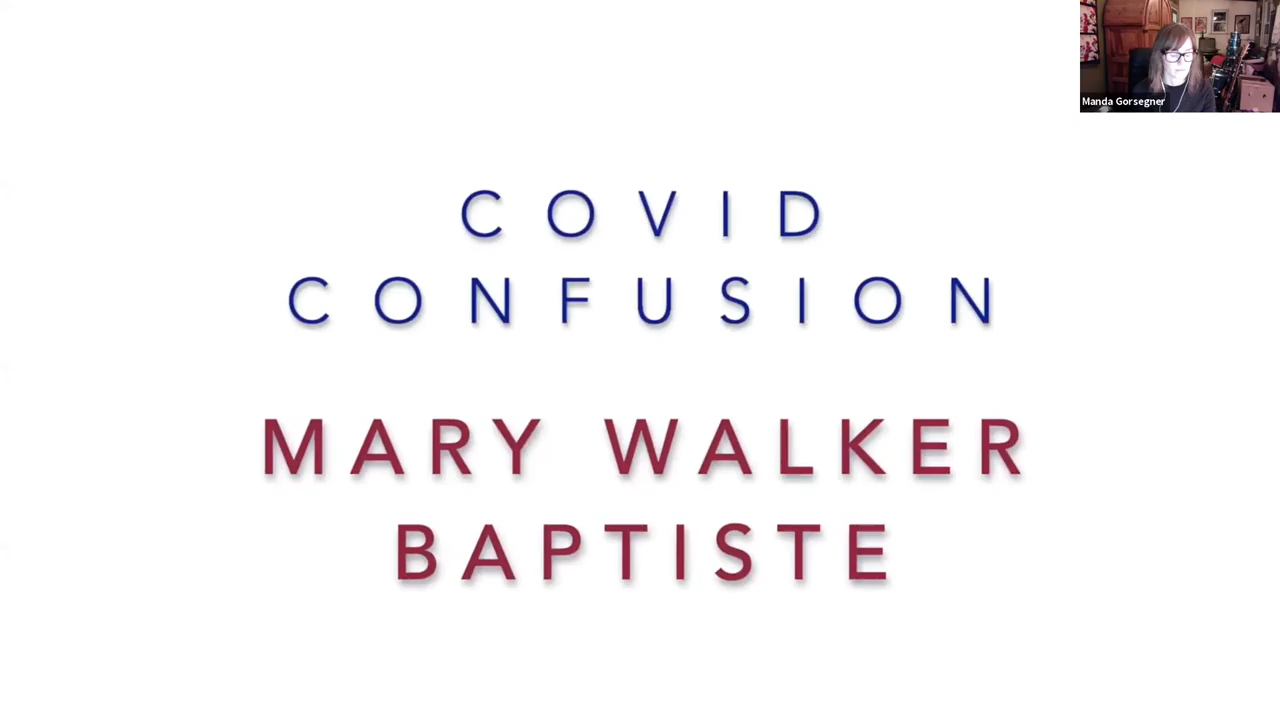 Manda Gorsegner
COVID
CONFUSION
MARY WALKER
BAPTISTE